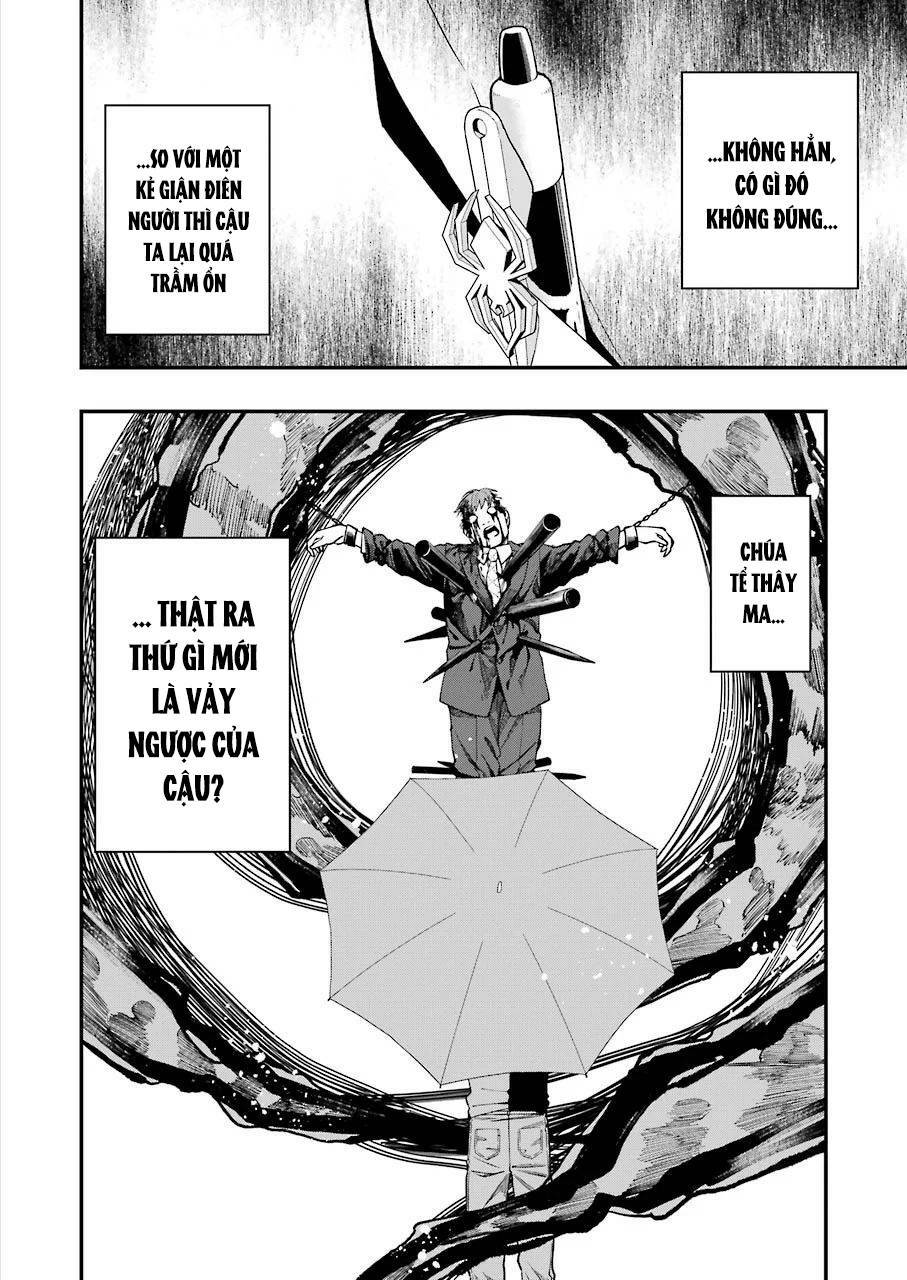 ...KHÔNG HẲN,
CÓ GÌ ĐÓ
KHÔNG ĐÚNG...
...SO VỚI MỘT
KẺ GIẬN ĐIÊN
NGƯỜI THÌ CẬU
TA LẠI QUÁ
TRẦM ỔN
CHÚA
TỂ THÂY
MA...
... THẬT RA
THỨ GÌ MỚI
LÀ VẢY
NGƯỢC CỦA
CẬU?